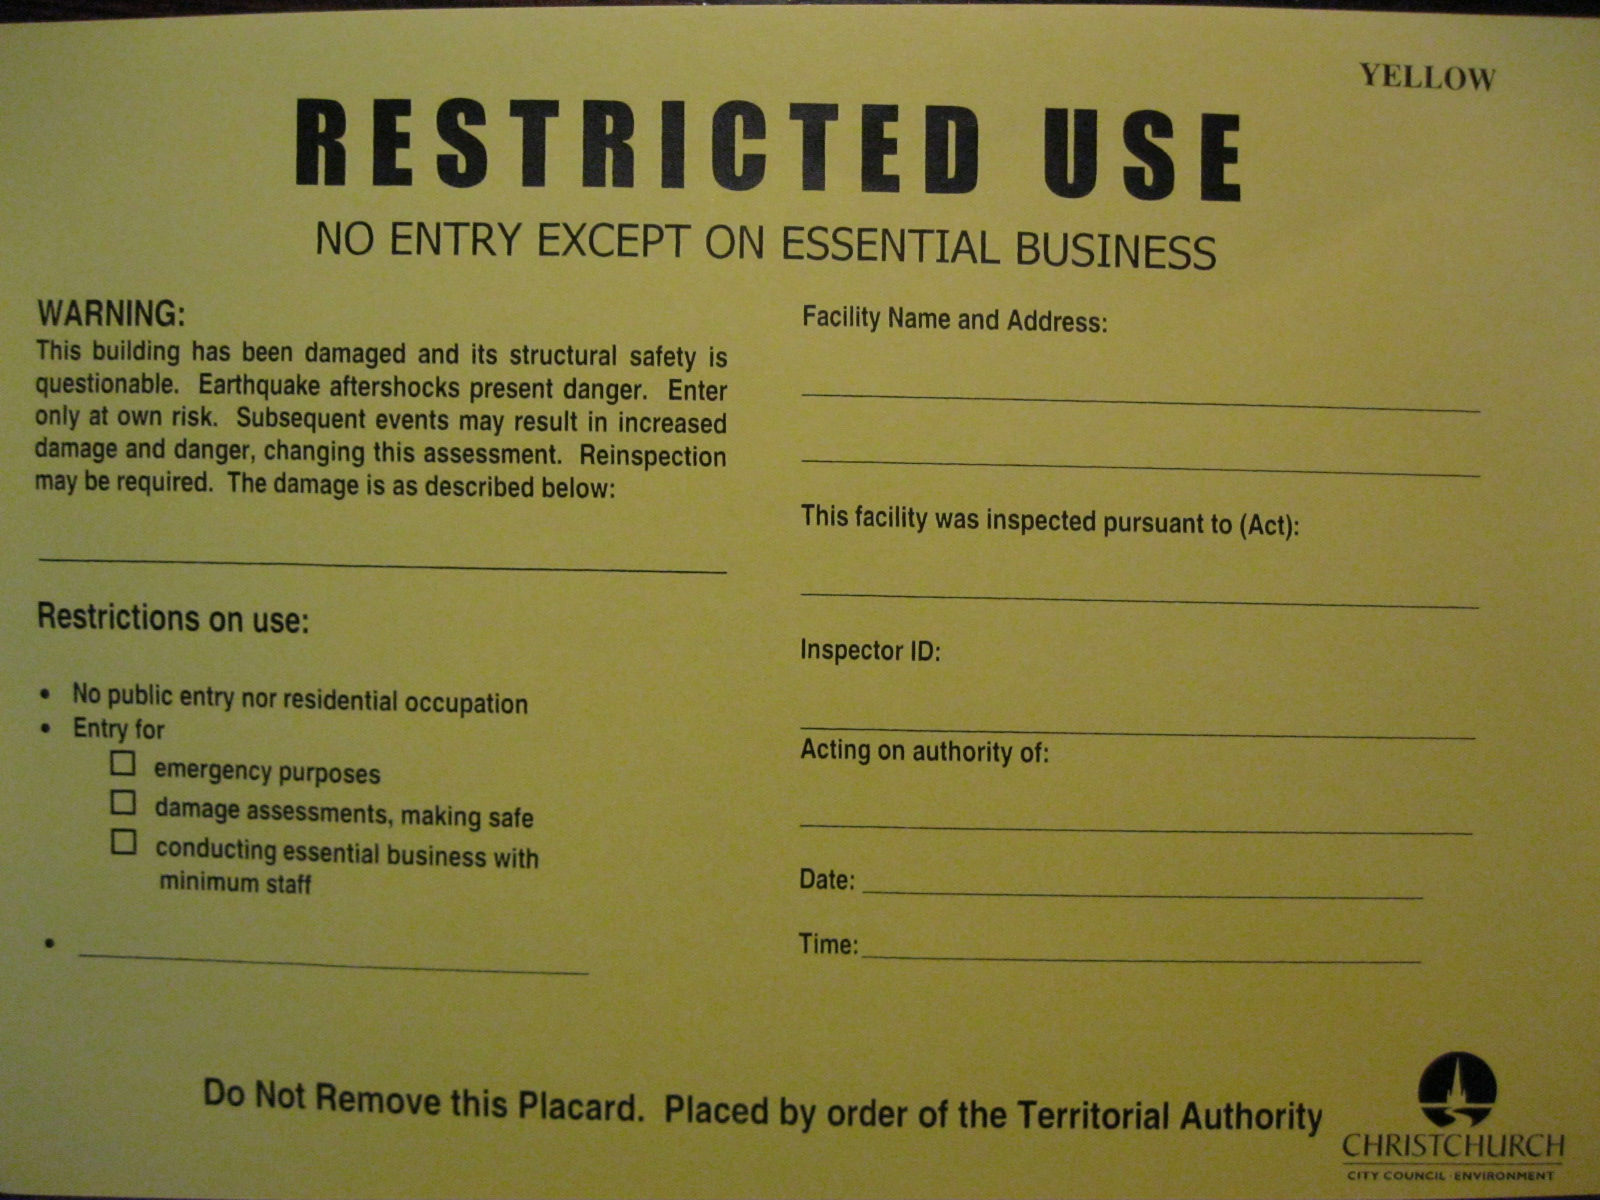 YELLOW
RESTRICTED USE
NO ENTRY EXCEPT ON ESSENTIAL BUSINESS
WARNING:
This building has been damaged and its structural safety is
questionable. Earthquake aftershocks present danger. Enter
only at own risk. Subsequent events may result in increased
damage and danger, changing this assessment. Reinspection
may be required. The damage is as described below:
Restrictions on use:
• No public entry nor residential occupation
• Entry for
emergency purposes
damage assessments, making safe
conducting essential business with
minimum staff
•
Facility Name and Address:
This facility was inspected pursuant to (Act):
Inspector ID:
Acting on authority of:
Date:
Time:
Do Not Remove this Placard. Placed by order of the Territorial Authority
CHRISTCHURCH
CITY COUNCIL · ENVIRONMENT